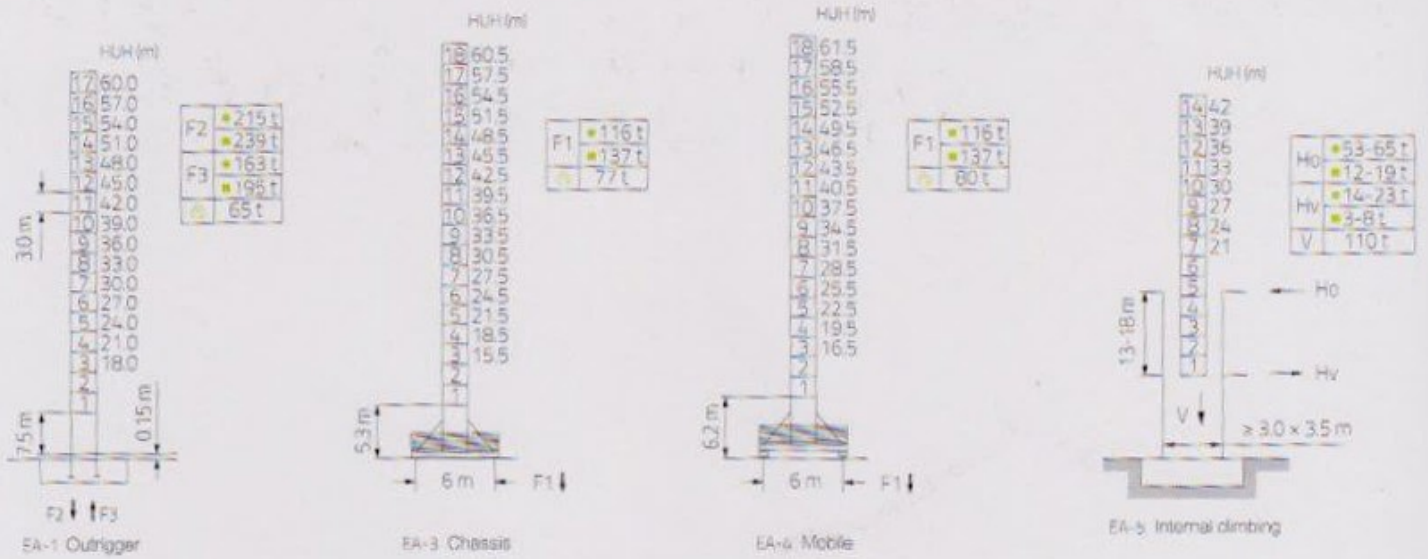 HUH (m)
17 60.0
16 57.0
15 54.0
14 51.0
13 48.0
12 45.0
11 42.0
10 39.0
9 36.0
8 33.0
7 30.0
6 27.0
5 24.0
4 21.0
3 18.0
2
1
3.0 m
7.5 m
0.15 m
F2 215 t
239 t
F3 163 t
195 t
65 t
F2 F3
EA-1 Outrigger
HUH (m)
18 60.5
17 57.5
16 54.5
15 51.5
14 48.5
13 45.5
12 42.5
11 39.5
10 36.5
9 33.5
8 30.5
7 27.5
6 24.5
5 21.5
4 18.5
3 15.5
2
1
5.3 m
F1 116 t
137 t
77 t
6 m F1
EA-3 Chassis
HUH (m)
18 61.5
17 58.5
16 55.5
15 52.5
14 49.5
13 46.5
12 43.5
11 40.5
10 37.5
9 34.5
8 31.5
7 28.5
6 25.5
5 22.5
4 19.5
3 16.5
2
1
6.2 m
F1 116 t
137 t
80 t
6 m F1
EA-4 Mobile
HUH (m)
14 42
13 39
12 36
11 33
10 30
9 27
8 24
7 21
6
5
4
3
2
1
13-18 m
Ho 53-65 t
12-19 t
Hv 14-23 t
3-8 t
V 110 t
Ho
Hv
V
≥ 3.0 × 3.5 m
EA-5 Internal climbing